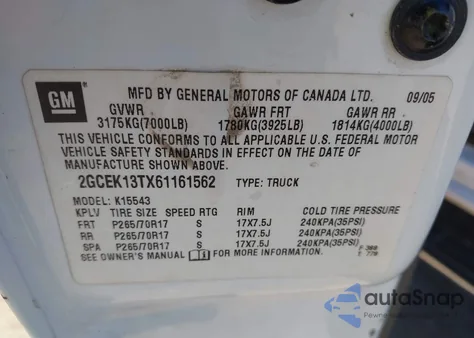 GM
MFD BY GENERAL MOTORS OF CANADA LTD. 09/05
GVWR GAWR FRT GAWR RR
3175KG(7000LB) 1780KG(3925LB) 1814KG(4000LB)
THIS VEHICLE CONFORMS TO ALL APPLICABLE U.S. FEDERAL MOTOR
VEHICLE SAFETY STANDARDS IN EFFECT ON THE DATE OF
MANUFACTURE SHOWN ABOVE.
2GCEK13TX61161562 TYPE: TRUCK
MODEL: K15543
KPLV TIRE SIZE SPEED RTG RIM COLD TIRE PRESSURE
FRT P265/70R17 S 17X7.5J 240KPA(35PSI)
RR P265/70R17 S 17X7.5J 240KPA(35PSI)
SPA P265/70R17 S 17X7.5J 240KPA(35PSI)
SEE OWNER'S MANUAL FOR MORE INFORMATION.
autoSnap